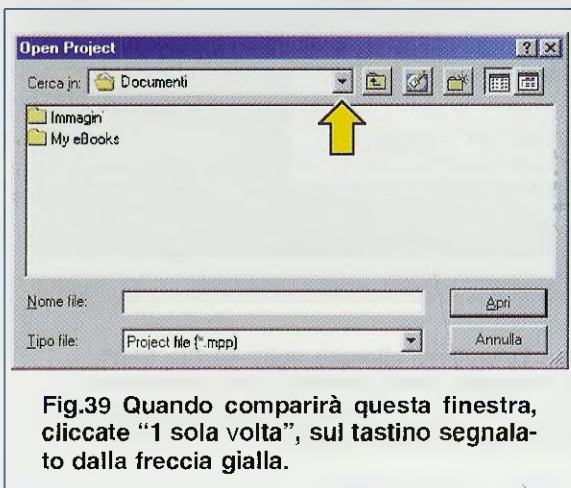 Open Project
Cerca in: Documenti
Immagin
My eBooks
Nome file: Apri
Tipo file: Project file (*.mpp) Annulla
Fig.39 Quando comparirà questa finestra,
cliccate “1 sola volta”, sul tastino segnala-
to dalla freccia gialla.